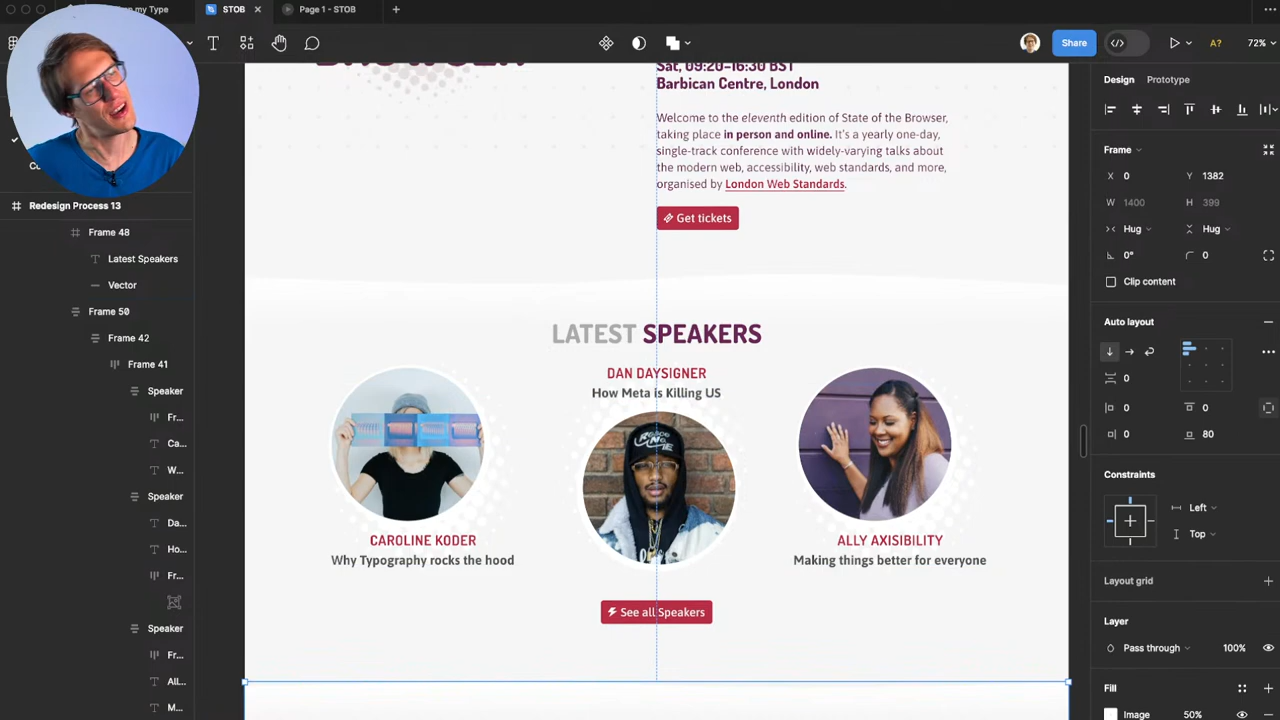 my Type
STOB
Page 1 - STOB
Share
A?
72%
Design
Prototype
Redesign Process 13
Frame 48
Latest Speakers
Vector
Frame 50
Frame 42
Frame 41
Speaker
Fr...
Ca...
W...
Speaker
Da...
Ho...
Fr...
Speaker
Fr...
All...
M...
Sat, 09:20–16:30 BST
Barbican Centre, London
Welcome to the eleventh edition of State of the Browser,
taking place in person and online. It's a yearly one-day,
single-track conference with widely-varying talks about
the modern web, accessibility, web standards, and more,
organised by London Web Standards.
Get tickets
LATEST SPEAKERS
DAN DAYSIGNER
How Meta is Killing US
CAROLINE KODER
Why Typography rocks the hood
ALLY AXISIBILITY
Making things better for everyone
See all Speakers
Frame
X 0 Y 1382
W 1400 H 399
Hug Hug
0° 0
Clip content
Auto layout
0
0 0
0 80
Constraints
Left
Top
Layout grid
Layer
Pass through 100%
Fill
Image 50%